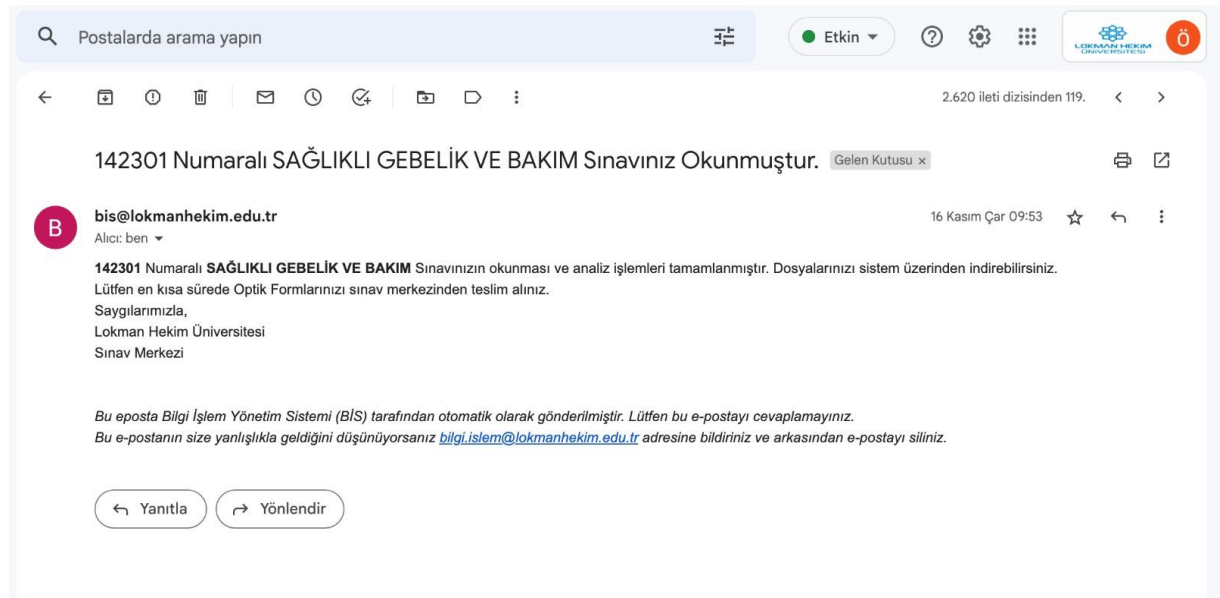 Postalarda arama yapın
Etkin
LOKMAN HEKİM
ÜNİVERSİTESİ
Ö
2.620 ileti dizisinden 119.
142301 Numaralı SAĞLIKLI GEBELİK VE BAKIM Sınavınız Okunmuştur. Gelen Kutusu ×
B
bis@lokmanhekim.edu.tr
16 Kasım Çar 09:53
Alıcı: ben
142301 Numaralı SAĞLIKLI GEBELİK VE BAKIM Sınavınızın okunması ve analiz işlemleri tamamlanmıştır. Dosyalarınızı sistem üzerinden indirebilirsiniz.
Lütfen en kısa sürede Optik Formlarınızı sınav merkezinden teslim alınız.
Saygılarımızla,
Lokman Hekim Üniversitesi
Sınav Merkezi
Bu eposta Bilgi İşlem Yönetim Sistemi (BİS) tarafından otomatik olarak gönderilmiştir. Lütfen bu e-postayı cevaplamayınız.
Bu e-postanın size yanlışlıkla geldiğini düşünüyorsanız bilgi.islem@lokmanhekim.edu.tr adresine bildiriniz ve arkasından e-postayı siliniz.
Yanıtla
Yönlendir